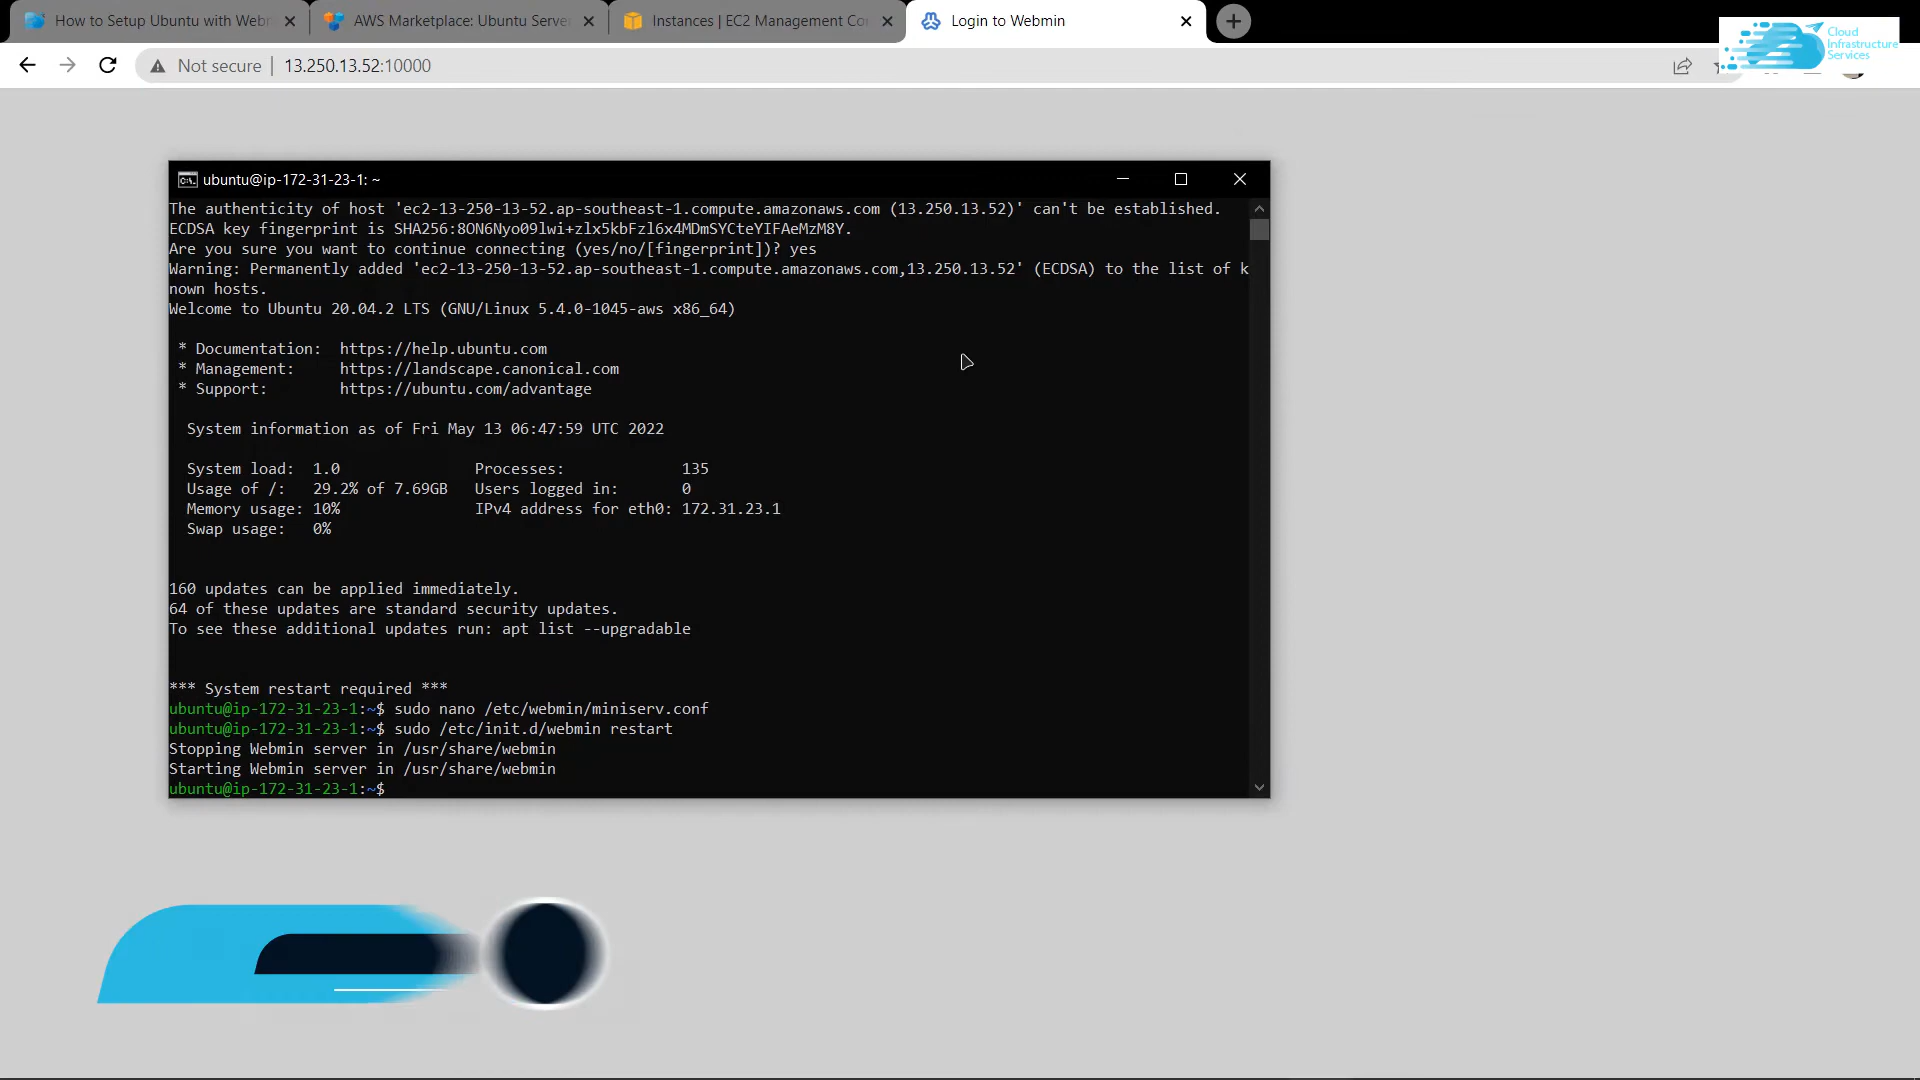 How to Setup Ubuntu with Webm
AWS Marketplace: Ubuntu Server
Instances | EC2 Management Co
Login to Webmin
Cloud
Infrastructure
Services
Not secure
13.250.13.52:10000
ubuntu@ip-172-31-23-1: ~
The authenticity of host 'ec2-13-250-13-52.ap-southeast-1.compute.amazonaws.com (13.250.13.52)' can't be established.
ECDSA key fingerprint is SHA256:8ON6Nyo09lwi+zlx5kbFzl6x4MDmSYCteYIFAeMzM8Y.
Are you sure you want to continue connecting (yes/no/[fingerprint])? yes
Warning: Permanently added 'ec2-13-250-13-52.ap-southeast-1.compute.amazonaws.com,13.250.13.52' (ECDSA) to the list of k
nown hosts.
Welcome to Ubuntu 20.04.2 LTS (GNU/Linux 5.4.0-1045-aws x86_64)
* Documentation:  https://help.ubuntu.com
* Management:     https://landscape.canonical.com
* Support:        https://ubuntu.com/advantage
System information as of Fri May 13 06:47:59 UTC 2022
System load:  1.0               Processes:             135
Usage of /:   29.2% of 7.69GB   Users logged in:       0
Memory usage: 10%               IPv4 address for eth0: 172.31.23.1
Swap usage:   0%
160 updates can be applied immediately.
64 of these updates are standard security updates.
To see these additional updates run: apt list --upgradable
*** System restart required ***
ubuntu@ip-172-31-23-1:~$ sudo nano /etc/webmin/miniserv.conf
ubuntu@ip-172-31-23-1:~$ sudo /etc/init.d/webmin restart
Stopping Webmin server in /usr/share/webmin
Starting Webmin server in /usr/share/webmin
ubuntu@ip-172-31-23-1:~$